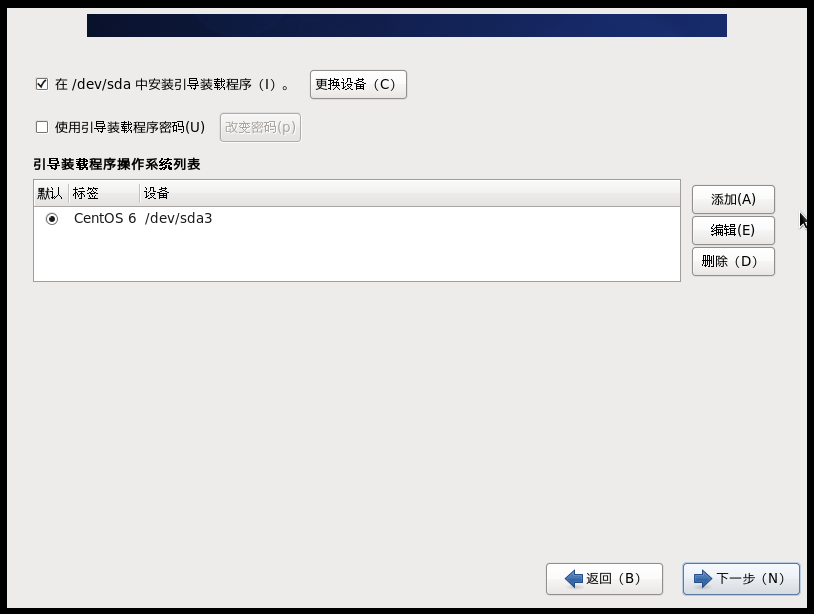 在 /dev/sda 中安装引导装载程序（I）。 更换设备（C）
使用引导装载程序密码(U) 改变密码(p)
引导装载程序操作系统列表
默认 标签 设备
CentOS 6 /dev/sda3
添加(A)
编辑(E)
删除（D）
返回（B） 下一步（N）